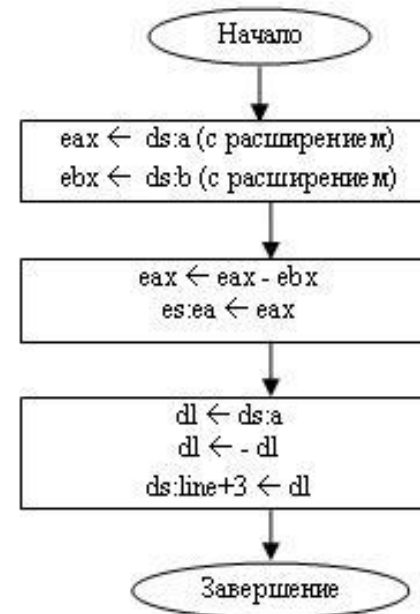 Начало
eax ← ds:a (с расширением)
ebx ← ds:b (с расширением)
eax ← eax - ebx
es:ea ← eax
dl ← ds:a
dl ← - dl
ds:line+3 ← dl
Завершение